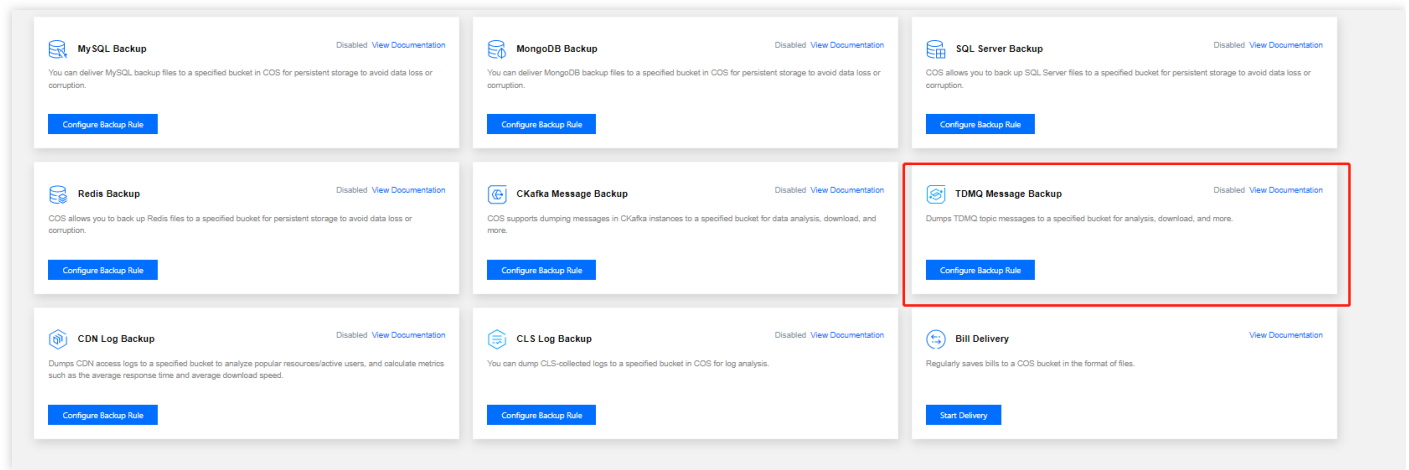 MySQL Backup
Disabled View Documentation
You can deliver MySQL backup files to a specified bucket in COS for persistent storage to avoid data loss or
corruption.
Configure Backup Rule
MongoDB Backup
Disabled View Documentation
You can deliver MongoDB backup files to a specified bucket in COS for persistent storage to avoid data loss or
corruption.
Configure Backup Rule
SQL Server Backup
Disabled View Documentation
COS allows you to back up SQL Server files to a specified bucket for persistent storage to avoid data loss or
corruption.
Configure Backup Rule
Redis Backup
Disabled View Documentation
COS allows you to back up Redis files to a specified bucket for persistent storage to avoid data loss or
corruption.
Configure Backup Rule
CKafka Message Backup
Disabled View Documentation
COS supports dumping messages in CKafka instances to a specified bucket for data analysis, download, and
more.
Configure Backup Rule
TDMQ Message Backup
Disabled View Documentation
Dumps TDMQ topic messages to a specified bucket for analysis, download, and more.
Configure Backup Rule
CDN Log Backup
Disabled View Documentation
Dumps CDN access logs to a specified bucket to analyze popular resources/active users, and calculate metrics
such as the average response time and average download speed.
Configure Backup Rule
CLS Log Backup
Disabled View Documentation
You can dump CLS-collected logs to a specified bucket in COS for log analysis.
Configure Backup Rule
Bill Delivery
View Documentation
Regularly saves bills to a COS bucket in the format of files.
Start Delivery